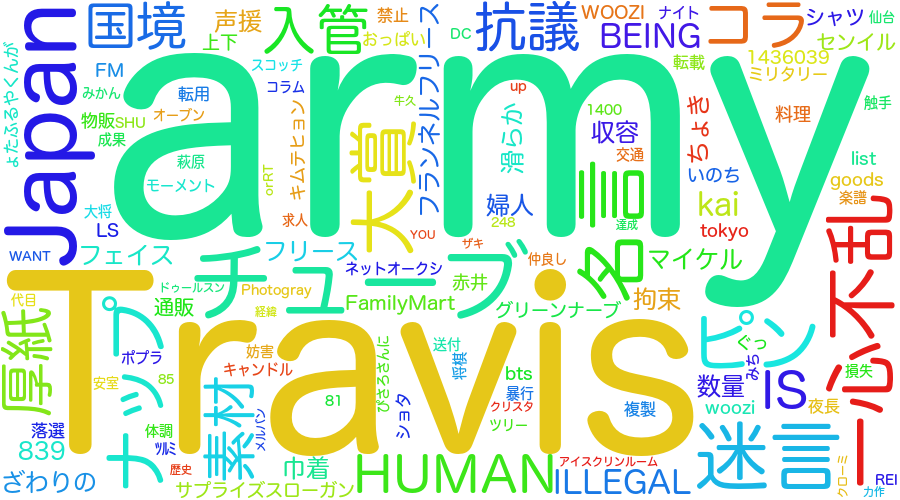 army
Travis
Japan
国境
入管
声援
上下
禁止
おっぱい
スコッチ
コラム
抗議
WOOZI
ナイト
BEING
DC
コラ
シャツ
仙台
センイル
転載
1436039
ミリタリー
FM
転用
みかん
オーブン
物販
SHU
成果
萩原
モーメント
orRT
キムテヒョン
大賞
牛久
フランネルフリース
up
1400
滑らか
収容
交通
ちょき
料理
触手
いのち
list
goods
楽譜
kai
tokyo
名言
婦人
248
達成
大将
LS
求人
YOU
WANT
フェイス
チューブ
フリース
ネットオークシ
ザキ
仲良し
赤井
マイケル
一心不乱
代目
ドゥールスン
通販
Photogray
経緯
FamilyMart
グリーンナーブ
拘束
ピン
ぐっ
厚紙
ナップ
ポプラ
妨害
キャンドル
ぴさろさんに
送付
将棋
bts
暴行
クリスタ
ツリー
複製
数量
IS
みち
損失
woozi
夜長
安室
85
81
ショタ
落選
839
体調
ﾂﾙﾐ
歴史
素材
メルバン
巾着
HUMAN
アイスクリンルーム
ILLEGAL
迷言
クローミ
REI
力作
ざわりの
サプライズスローガン
ょたふるやくんが